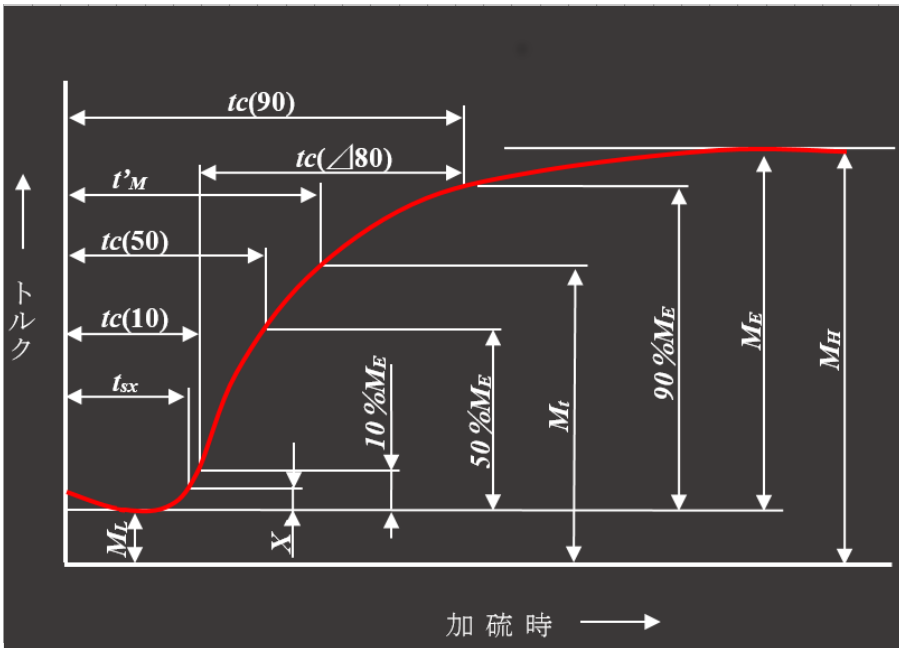 tc(90)
tc(⊿80)
t’M
tc(50)
tc(10)
tsx
トルク
ML
X
10%ME
50%ME
Mt
90%ME
ME
MH
加硫時